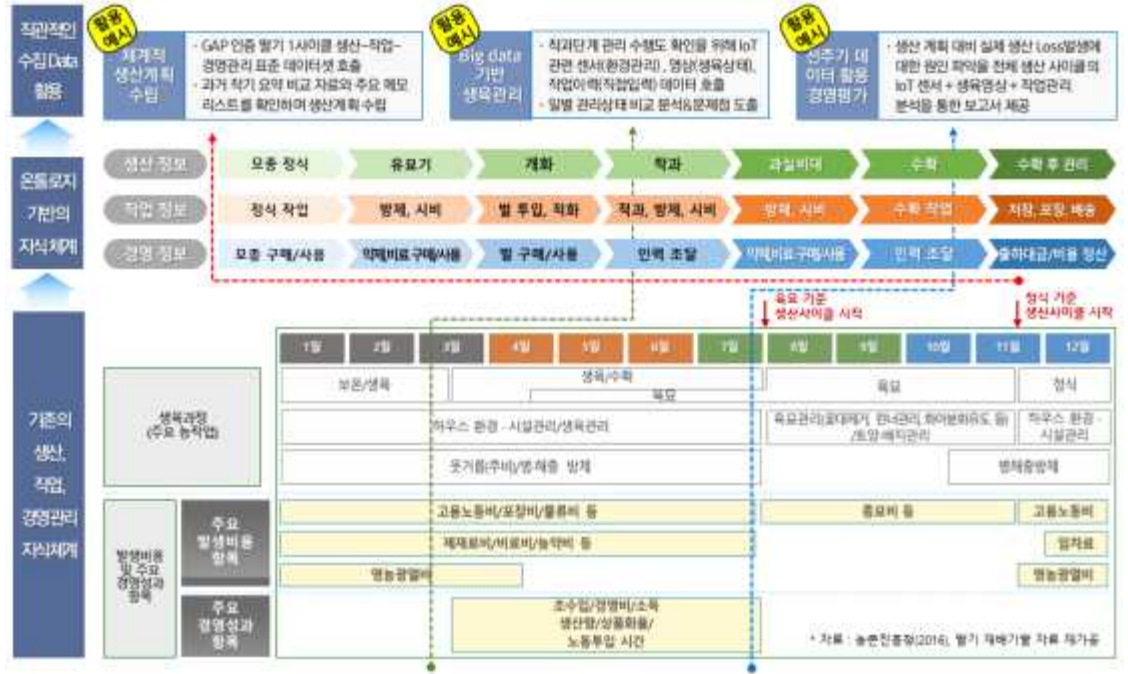 직관적인
수집 Data
활용
활용
예시
체계적
생산계획
수립
- GAP 인증 딸기 1사이클 생산-작업-
경영관리 표준 데이터셋 호출
- 과거 작기 요약 비교 자료와 주요 메모
리스트를 확인하며 생산계획 수립
활용
예시
Big data
기반
생육관리
- 적과단계 관리 수행도 확인을 위해 IoT
관련 센서(환경관리), 영상(생육상태),
작업이력(직접입력) 데이터 호출
- 일별 관리상태 비교 분석&문제점 도출
활용
예시
전주기 데
이터 활용
경영평가
- 생산 계획 대비 실제 생산 Loss발생에
대한 원인 파악을 전체 생산 사이클의
IoT 센서 + 생육영상 + 작업관리
분석을 통한 보고서 제공
온톨로지
기반의
지식체계
생산 정보
모종 정식
유묘기
개화
착과
과실비대
수확
수확 후 관리
작업 정보
정식 작업
방제, 시비
벌 투입, 적화
적과, 방제, 시비
방제, 시비
수확 작업
저장, 포장, 배송
경영 정보
모종 구매/사용
약제비료 구매/사용
벌 구매/사용
인력 조달
약제비료 구매/사용
인력 조달
출하대금/비용 정산
육묘 기준
생산사이클 시작
정식 기준
생산사이클 시작
기존의
생산,
작업,
경영관리
지식체계
1월
2월
3월
4월
5월
6월
7월
8월
9월
10월
11월
12월
생육과정
(주요 농작업)
보온/생육
생육/수확
육묘
육묘
정식
하우스 환경·시설관리/생육관리
육묘관리(꽃대제거, 런너관리, 화아분화유도 등)
/토양·배지관리
하우스 환경·
시설관리
웃거름(추비)/병·해충 방제
병해충방제
발생비용
및 주요
경영성과
항목
주요
발생비용
항목
고용노동비/포장비/물류비 등
종묘비 등
고용노동비
제재료비/비료비/농약비 등
임차료
영농광열비
영농광열비
주요
경영성과
항목
조수입/경영비/소득
생산량/상품화율/
노동투입 시간
* 자료 : 농촌진흥청(2016), 딸기 재배기술 자료 재가공